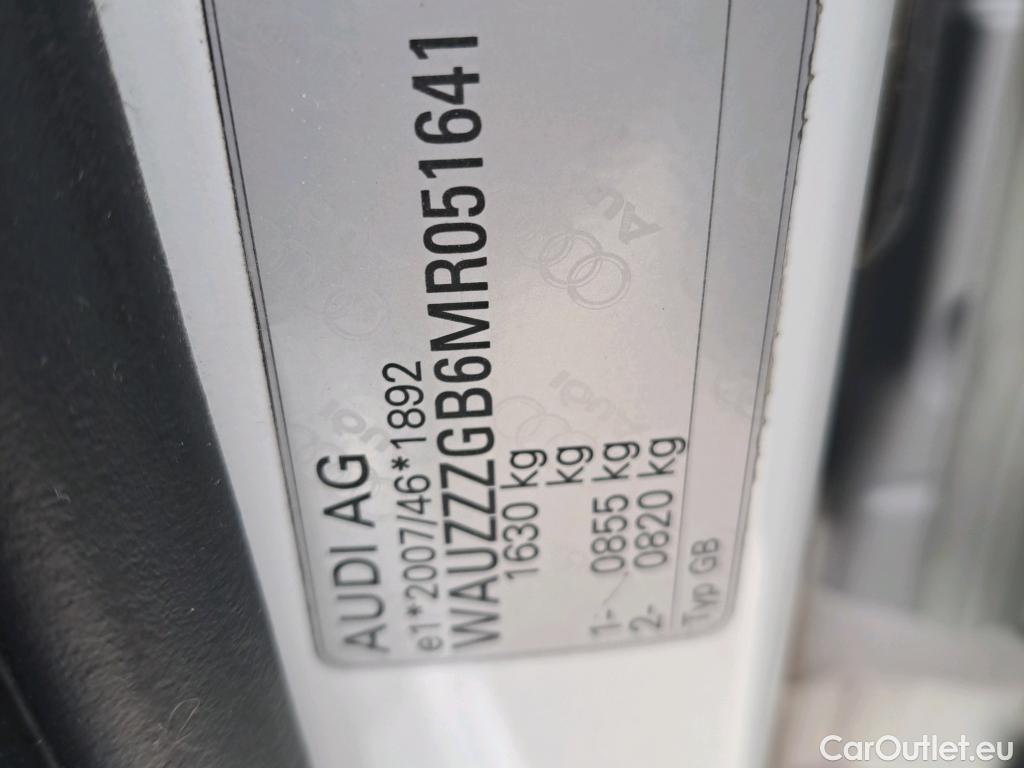 AUDI AG
e1*2007/46*1892
WAUZZZGB6MR051641
1630 kg
kg
1- 0855 kg
2- 0820 kg
Typ GB
CarOutlet.eu